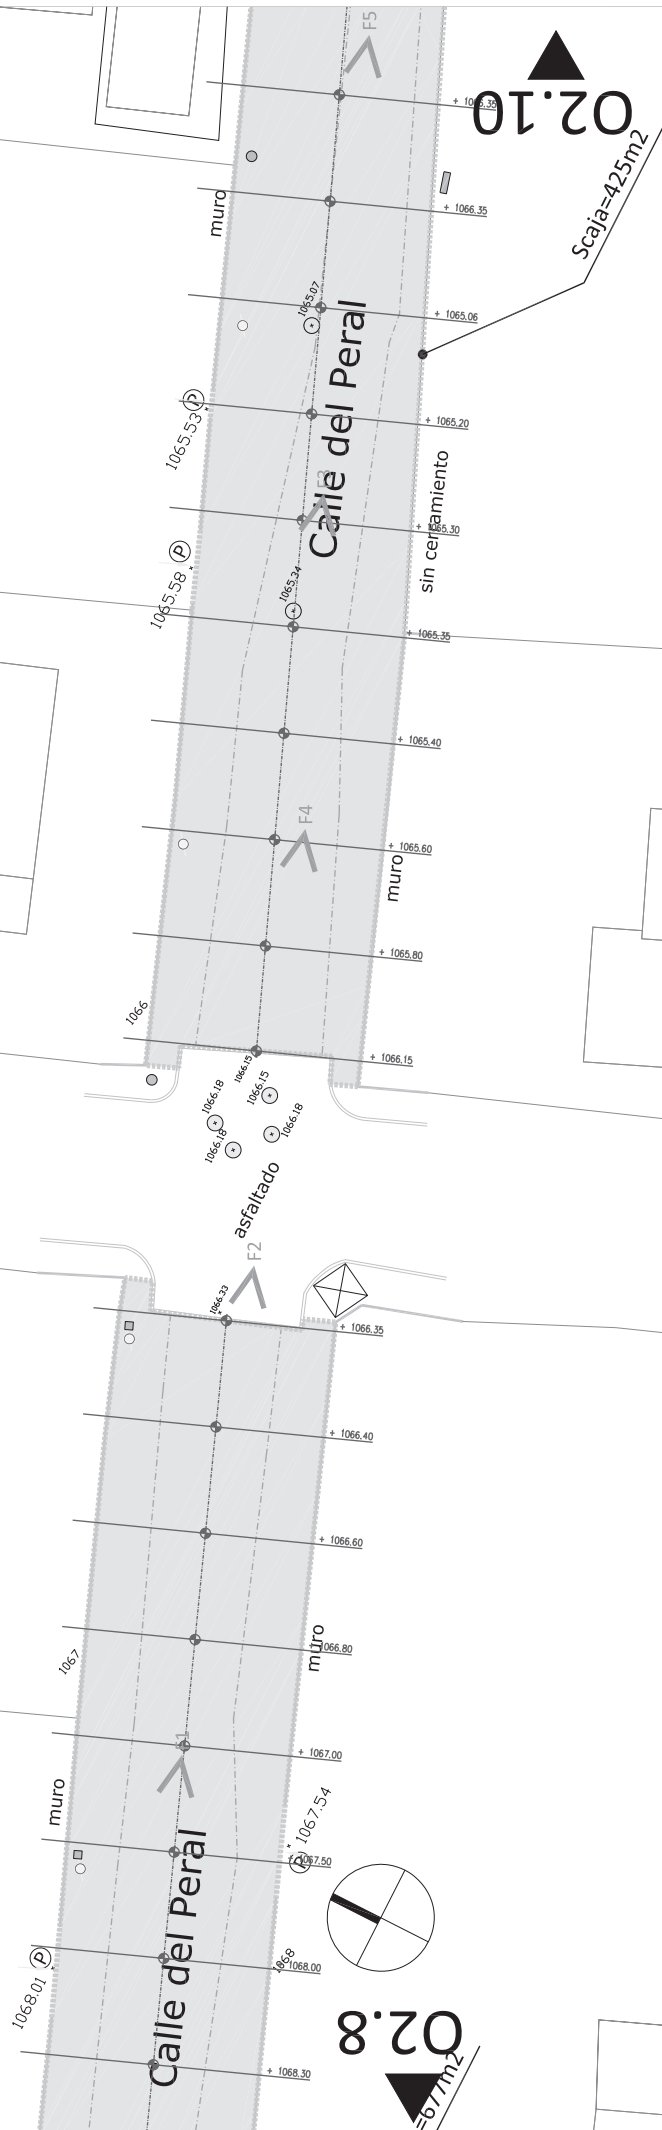 F5
+ 1066.35
O2.10
Scaja=425m2
muro
+ 1066.35
1065.07
+ 1065.06
Calle del Peral
P
1065.53
+ 1065.20
F3
sin cerramiento
+ 1065.30
P
1065.58
1065.34
+ 1065.35
+ 1065.40
F4
+ 1065.60
muro
+ 1065.80
1066
+ 1066.15
1066.15
1066.15
1066.18
1066.18
1066.18
asfaltado
F2
1066.33
+ 1066.35
+ 1066.40
+ 1066.60
muro
+ 1066.80
1067
F1
+ 1067.00
muro
1067.54
P
+ 1067.50
Calle del Peral
P
1068.01
1068
+ 1068.00
O2.8
=677m2
+ 1068.30